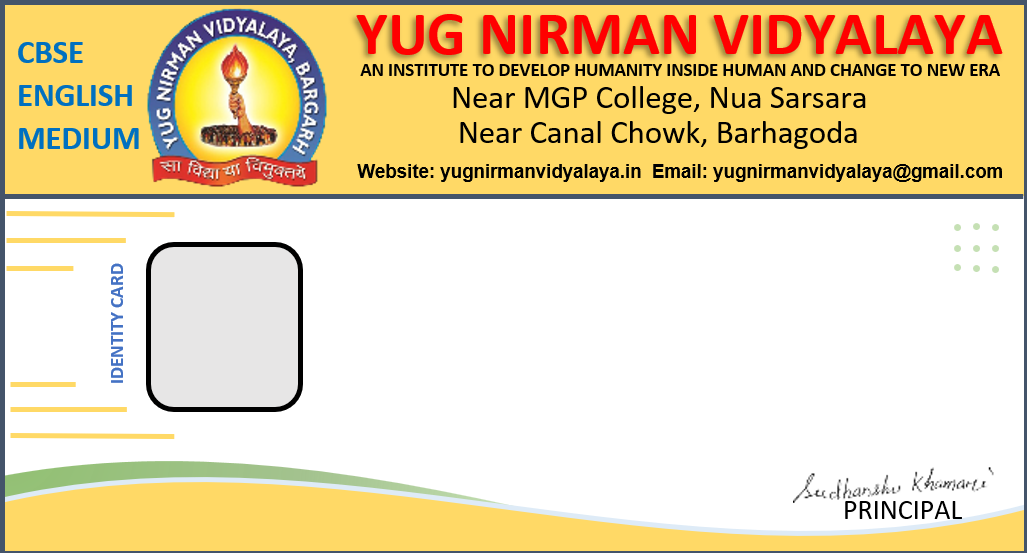 CBSE
ENGLISH
MEDIUM
YUG NIRMAN VIDYALAYA, BARGARH
सा विद्या या विमुक्तये
YUG NIRMAN VIDYALAYA
AN INSTITUTE TO DEVELOP HUMANITY INSIDE HUMAN AND CHANGE TO NEW ERA
Near MGP College, Nua Sarsara
Near Canal Chowk, Barhagoda
Website: yugnirmanvidyalaya.in Email: yugnirmanvidyalaya@gmail.com
IDENTITY CARD
Sudhanshu Khamari
PRINCIPAL